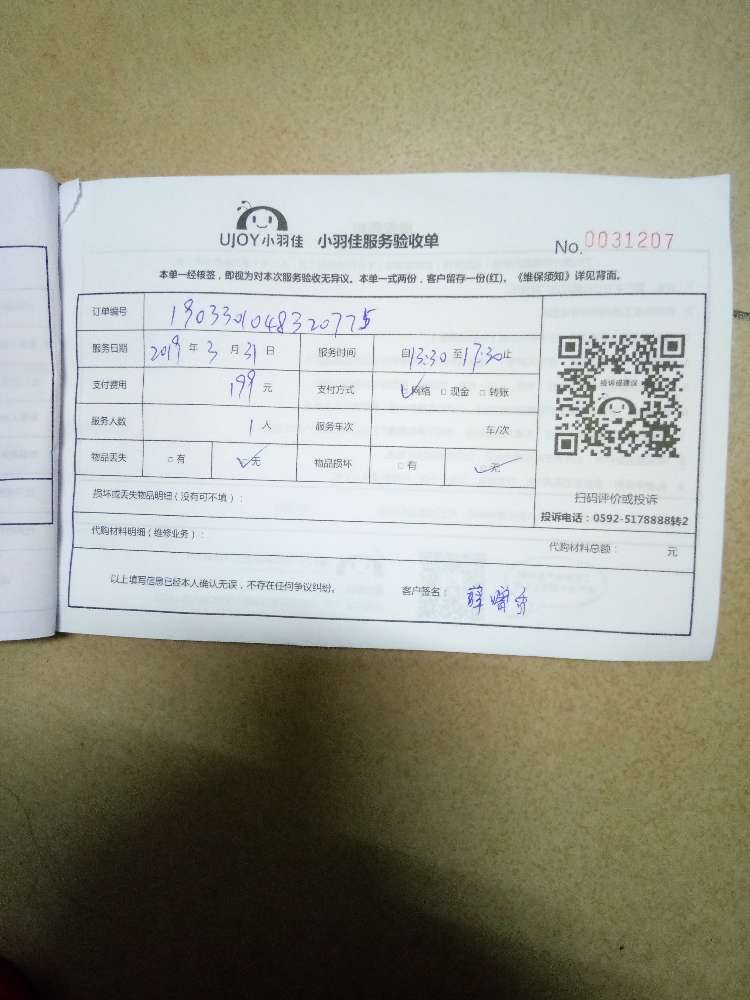 UJOY小羽佳 小羽佳服务验收单 No.0031207
本单一经核签，即视为对本次服务验收无异议。本单一式两份，客户留存一份(红)。《维保须知》详见背面。
订单编号 1903301048320775
服务日期 2019 年 3 月 31 日 服务时间 自13:30至17:30止
支付费用 199 元 支付方式 ✓网络 □ 现金 □ 转账
服务人数 1 人 服务车次 车/次
物品丢失 □ 有 ✓无 物品损坏 □ 有 ✓无
投诉或建议
扫码评价或投诉
投诉电话：0592-5178888转2
损坏或丢失物品明细（没有可不填）：
代购材料明细（维修业务）： 代购材料总额： 元
以上填写信息已经本人确认无误，不存在任何争议纠纷。 客户签名：